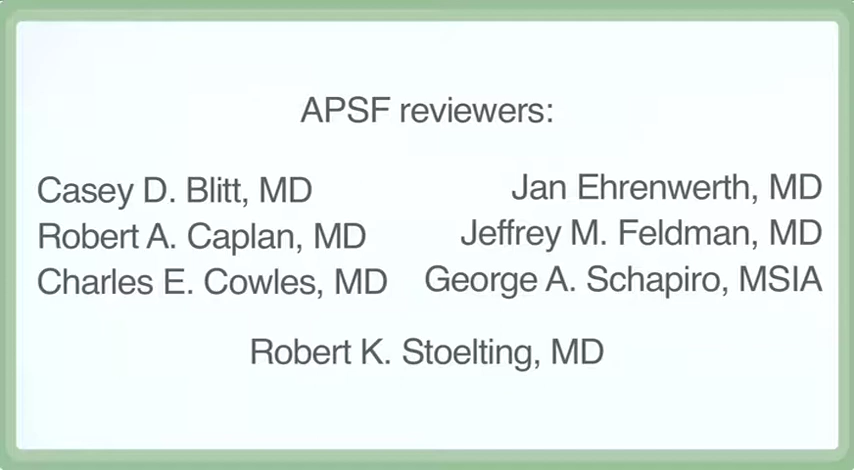 APSF reviewers:
Casey D. Blitt, MD
Robert A. Caplan, MD
Charles E. Cowles, MD
Jan Ehrenwerth, MD
Jeffrey M. Feldman, MD
George A. Schapiro, MSIA
Robert K. Stoelting, MD